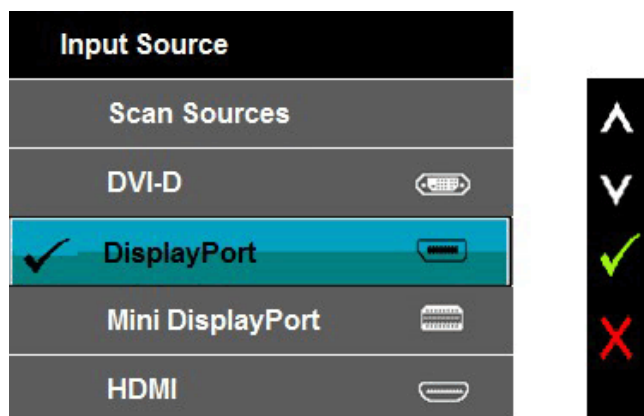 Input Source
Scan Sources
DVI-D
DisplayPort
Mini DisplayPort
HDMI